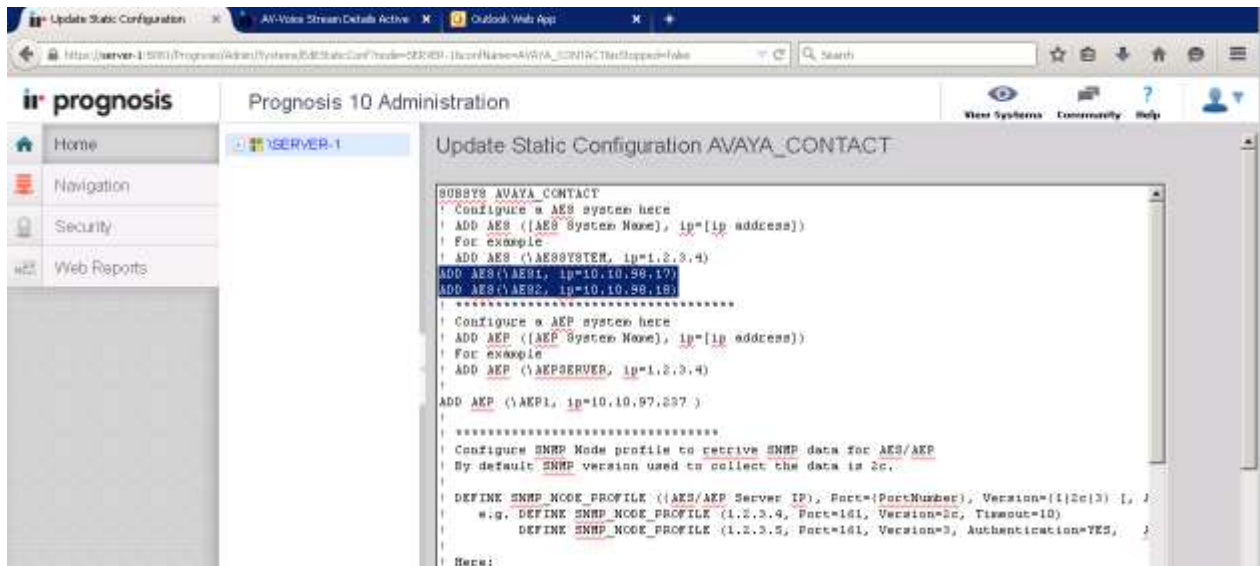 Update Static Configuration
AV-Voice Stream Details Active
Outlook Web App
Search
ir prognosis
Prognosis 10 Administration
View Systems
Community
Help
Home
Navigation
Security
Web Reports
\SERVER-1
Update Static Configuration AVAYA_CONTACT
SUBSYS AVAYA_CONTACT
! Configure a AES system here
! ADD AES ([AES System Name], ip=[ip address])
! For example
! ADD AES (\AESSYSTEM, ip=1.2.3.4)
ADD AES(\AES1, ip=10.10.98.17)
ADD AES(\AES2, ip=10.10.98.18)
! ***********************************
! Configure a AEP system here
! ADD AEP ([AEP System Name], ip=[ip address])
! For example
! ADD AEP (\AEPSERVER, ip=1.2.3.4)
!
ADD AEP (\AEP1, ip=10.10.97.237 )
!
! *********************************
! Configure SNMP Node profile to retrive SNMP data for AES/AEP
! By default SNMP version used to collect the data is 2c.
!
! DEFINE SNMP_NODE_PROFILE ({AES/AEP Server IP}, Port={PortNumber}, Version={1|2c|3} [,
! e.g. DEFINE SNMP_NODE_PROFILE (1.2.3.4, Port=161, Version=2c, Timeout=10)
! DEFINE SNMP_NODE_PROFILE (1.2.3.5, Port=161, Version=3, Authentication=YES,
!
! Here: